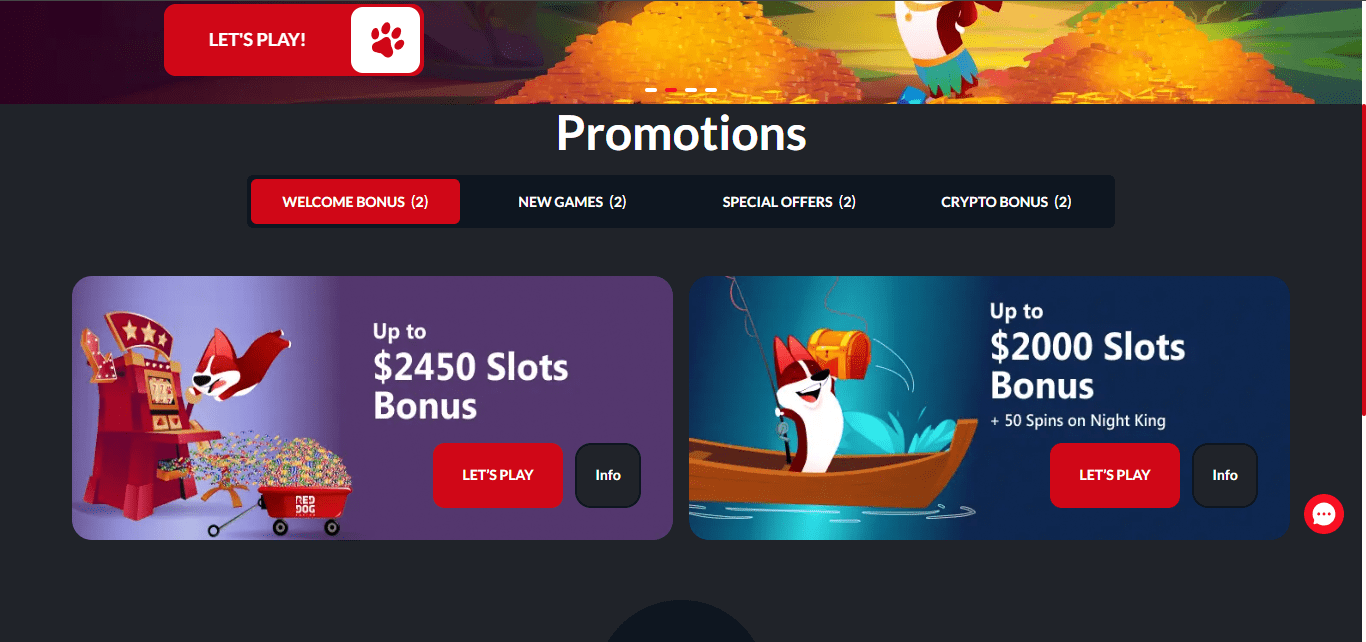 LET'S PLAY!
Promotions
WELCOME BONUS (2)
NEW GAMES (2)
SPECIAL OFFERS (2)
CRYPTO BONUS (2)
Up to
$2450 Slots
Bonus
LET'S PLAY
Info
RED
DOG
Up to
$2000 Slots
Bonus
+ 50 Spins on Night King
LET'S PLAY
Info